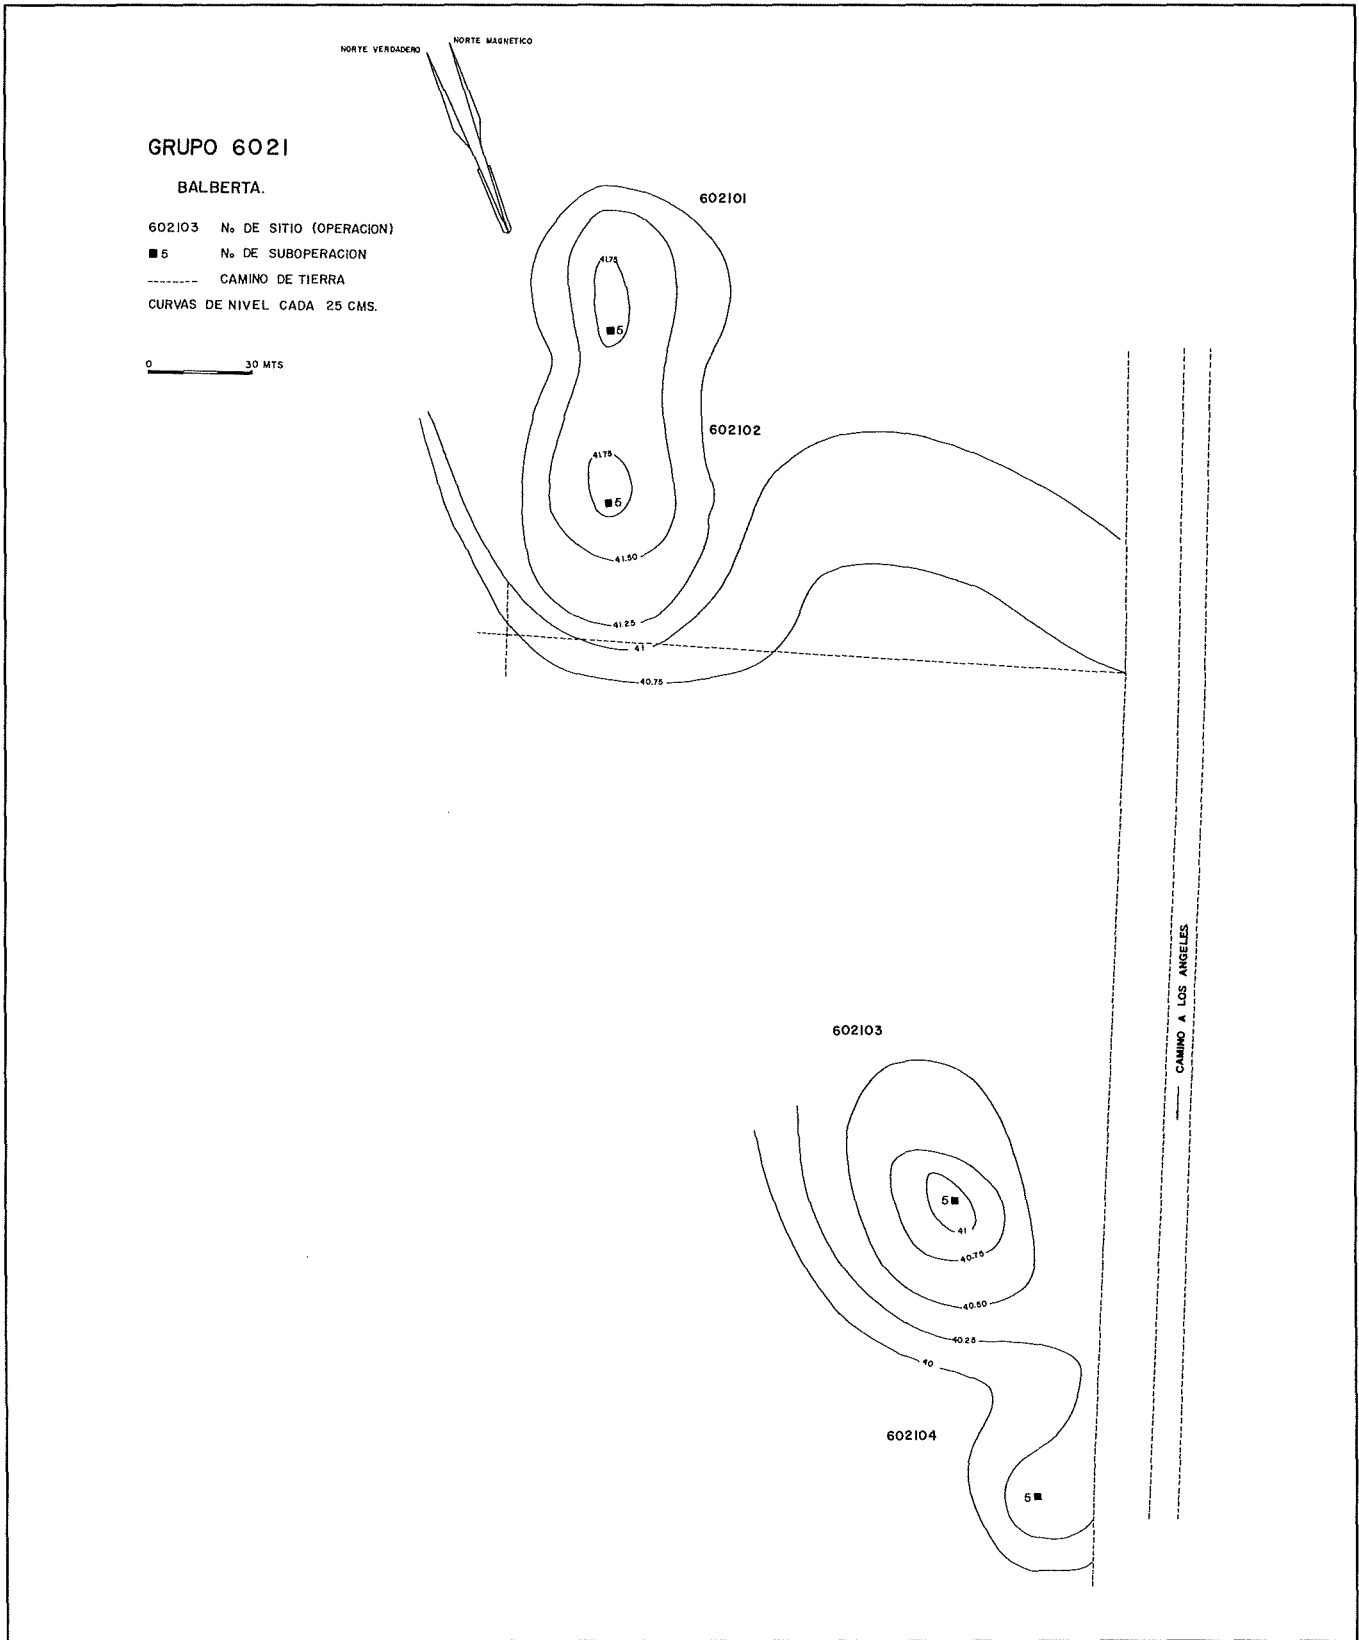 NORTE VERDADERO
NORTE MAGNETICO
GRUPO 6021
BALBERTA.
602103 No DE SITIO (OPERACION)
■ 5 No DE SUBOPERACION
-------- CAMINO DE TIERRA
CURVAS DE NIVEL CADA 25 CMS.
0 30 MTS
602101
41.75
5
602102
41.75
5
41.50
41.25
41
40.75
CAMINO A LOS ANGELES
602103
5
41
40.75
40.50
40.25
40
602104
5